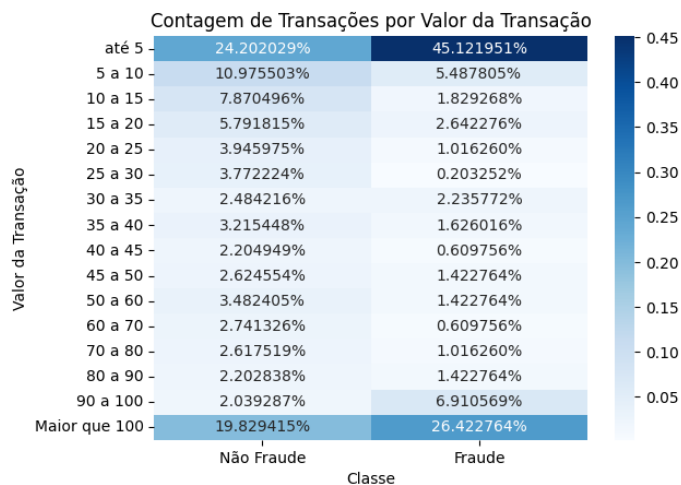 Contagem de Transações por Valor da Transação
Valor da Transação
até 5 24.202029% 45.121951%
5 a 10 10.975503% 5.487805%
10 a 15 7.870496% 1.829268%
15 a 20 5.791815% 2.642276%
20 a 25 3.945975% 1.016260%
25 a 30 3.772224% 0.203252%
30 a 35 2.484216% 2.235772%
35 a 40 3.215448% 1.626016%
40 a 45 2.204949% 0.609756%
45 a 50 2.624554% 1.422764%
50 a 60 3.482405% 1.422764%
60 a 70 2.741326% 0.609756%
70 a 80 2.617519% 1.016260%
80 a 90 2.202838% 1.422764%
90 a 100 2.039287% 6.910569%
Maior que 100 19.829415% 26.422764%
Não Fraude Fraude
Classe
0.45
0.40
0.35
0.30
0.25
0.20
0.15
0.10
0.05